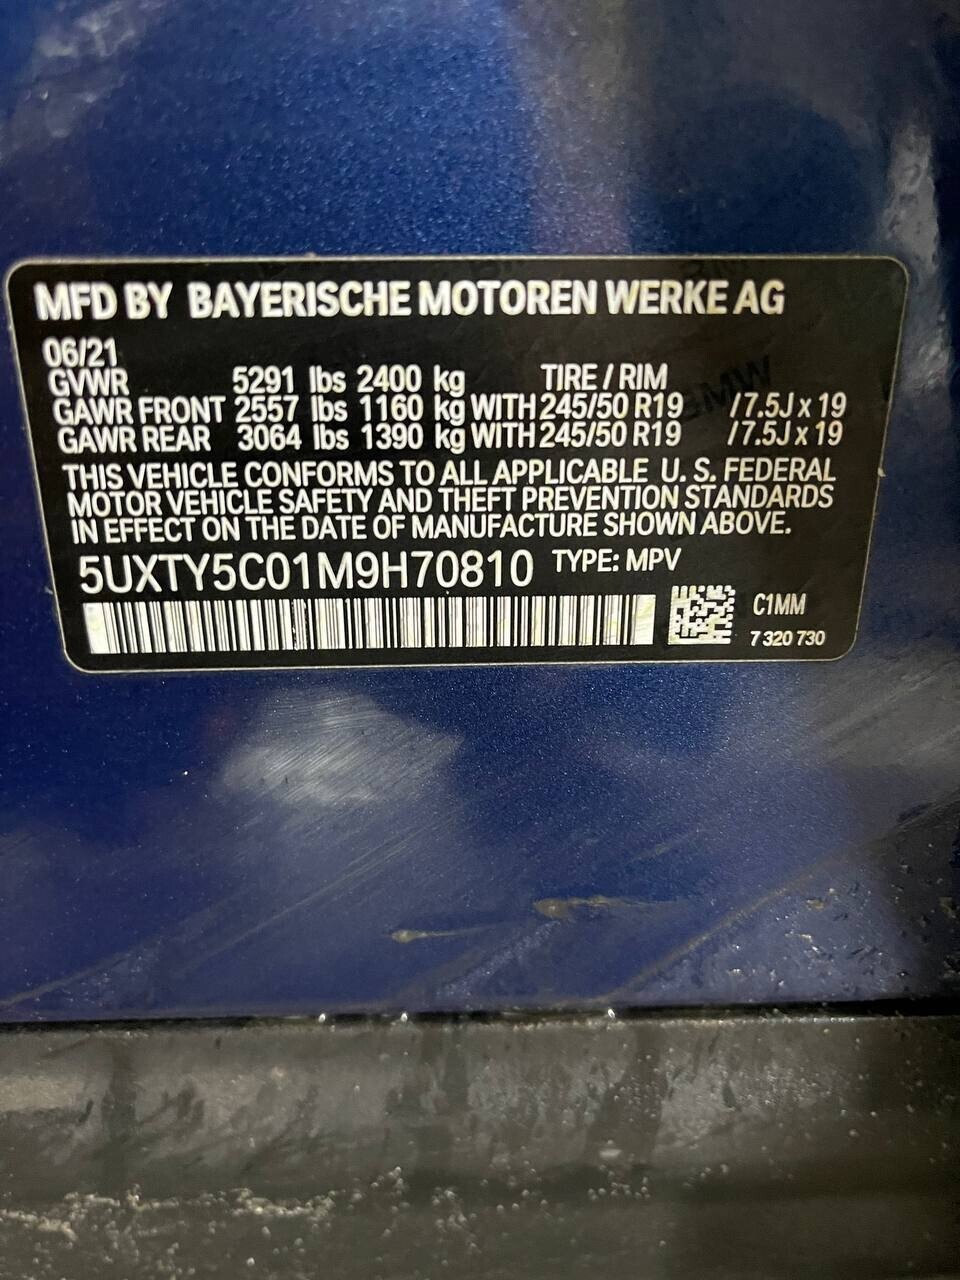 MFD BY BAYERISCHE MOTOREN WERKE AG
06/21
GVWR 5291 lbs 2400 kg TIRE / RIM
GAWR FRONT 2557 lbs 1160 kg WITH 245/50 R19 /7.5J x 19
GAWR REAR 3064 lbs 1390 kg WITH 245/50 R19 /7.5J x 19
THIS VEHICLE CONFORMS TO ALL APPLICABLE U. S. FEDERAL
MOTOR VEHICLE SAFETY AND THEFT PREVENTION STANDARDS
IN EFFECT ON THE DATE OF MANUFACTURE SHOWN ABOVE.
5UXTY5C01M9H70810 TYPE: MPV
C1MM
7 320 730